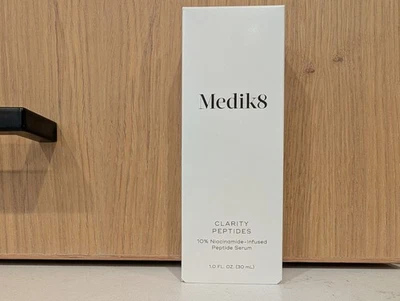 Medik8
CLARITY
PEPTIDES
10% Niacinamide-Infused
Peptide Serum
1.0 FL. OZ. (30 mL)